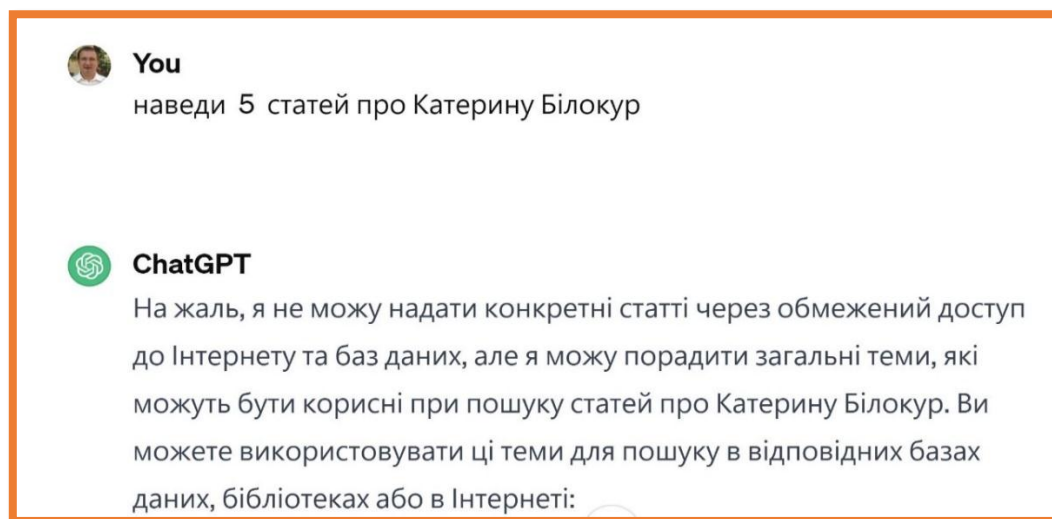 You
наведи 5 статей про Катерину Білокур
ChatGPT
На жаль, я не можу надати конкретні статті через обмежений доступ
до Інтернету та баз даних, але я можу порадити загальні теми, які
можуть бути корисні при пошуку статей про Катерину Білокур. Ви
можете використовувати ці теми для пошуку в відповідних базах
даних, бібліотеках або в Інтернеті: